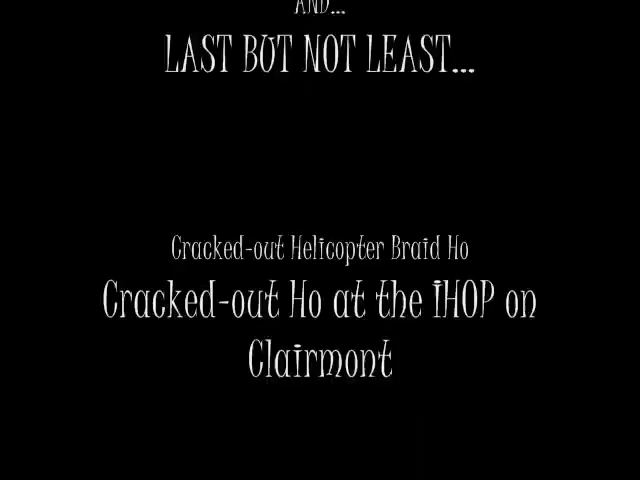 AND...
LAST BUT NOT LEAST...
Cracked-out Helicopter Braid Ho
Cracked-out Ho at the IHOP on
Clairmont